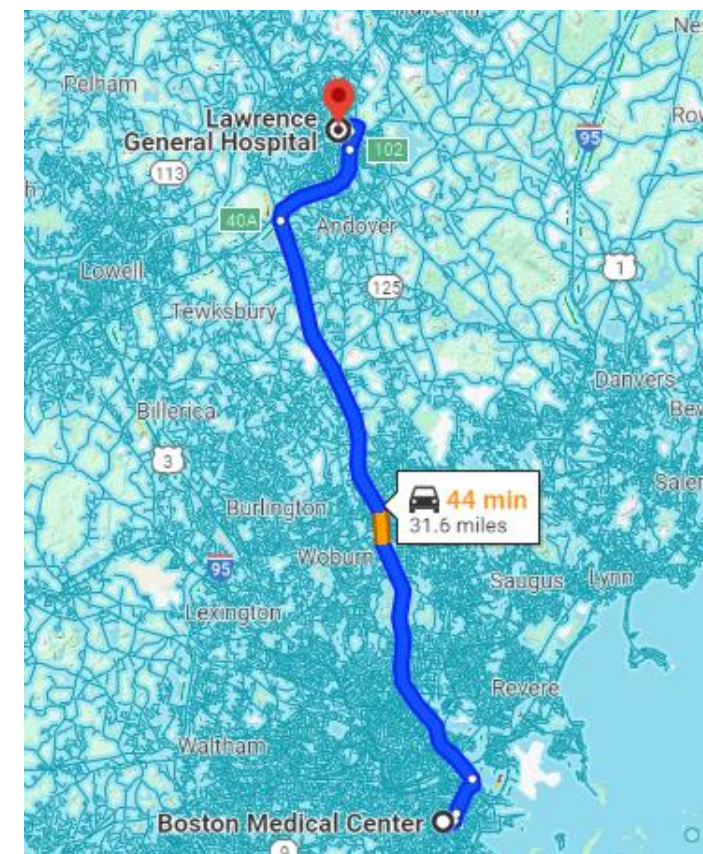 Pelham
Lawrence
General Hospital
102
95
113
40A
Andover
Lowell
1
125
Tewksbury
Danvers
Billerica
3
44 min
31.6 miles
Burlington
Woburn
95
Saugus
Lynn
Lexington
Revere
Waltham
Boston Medical Center
9